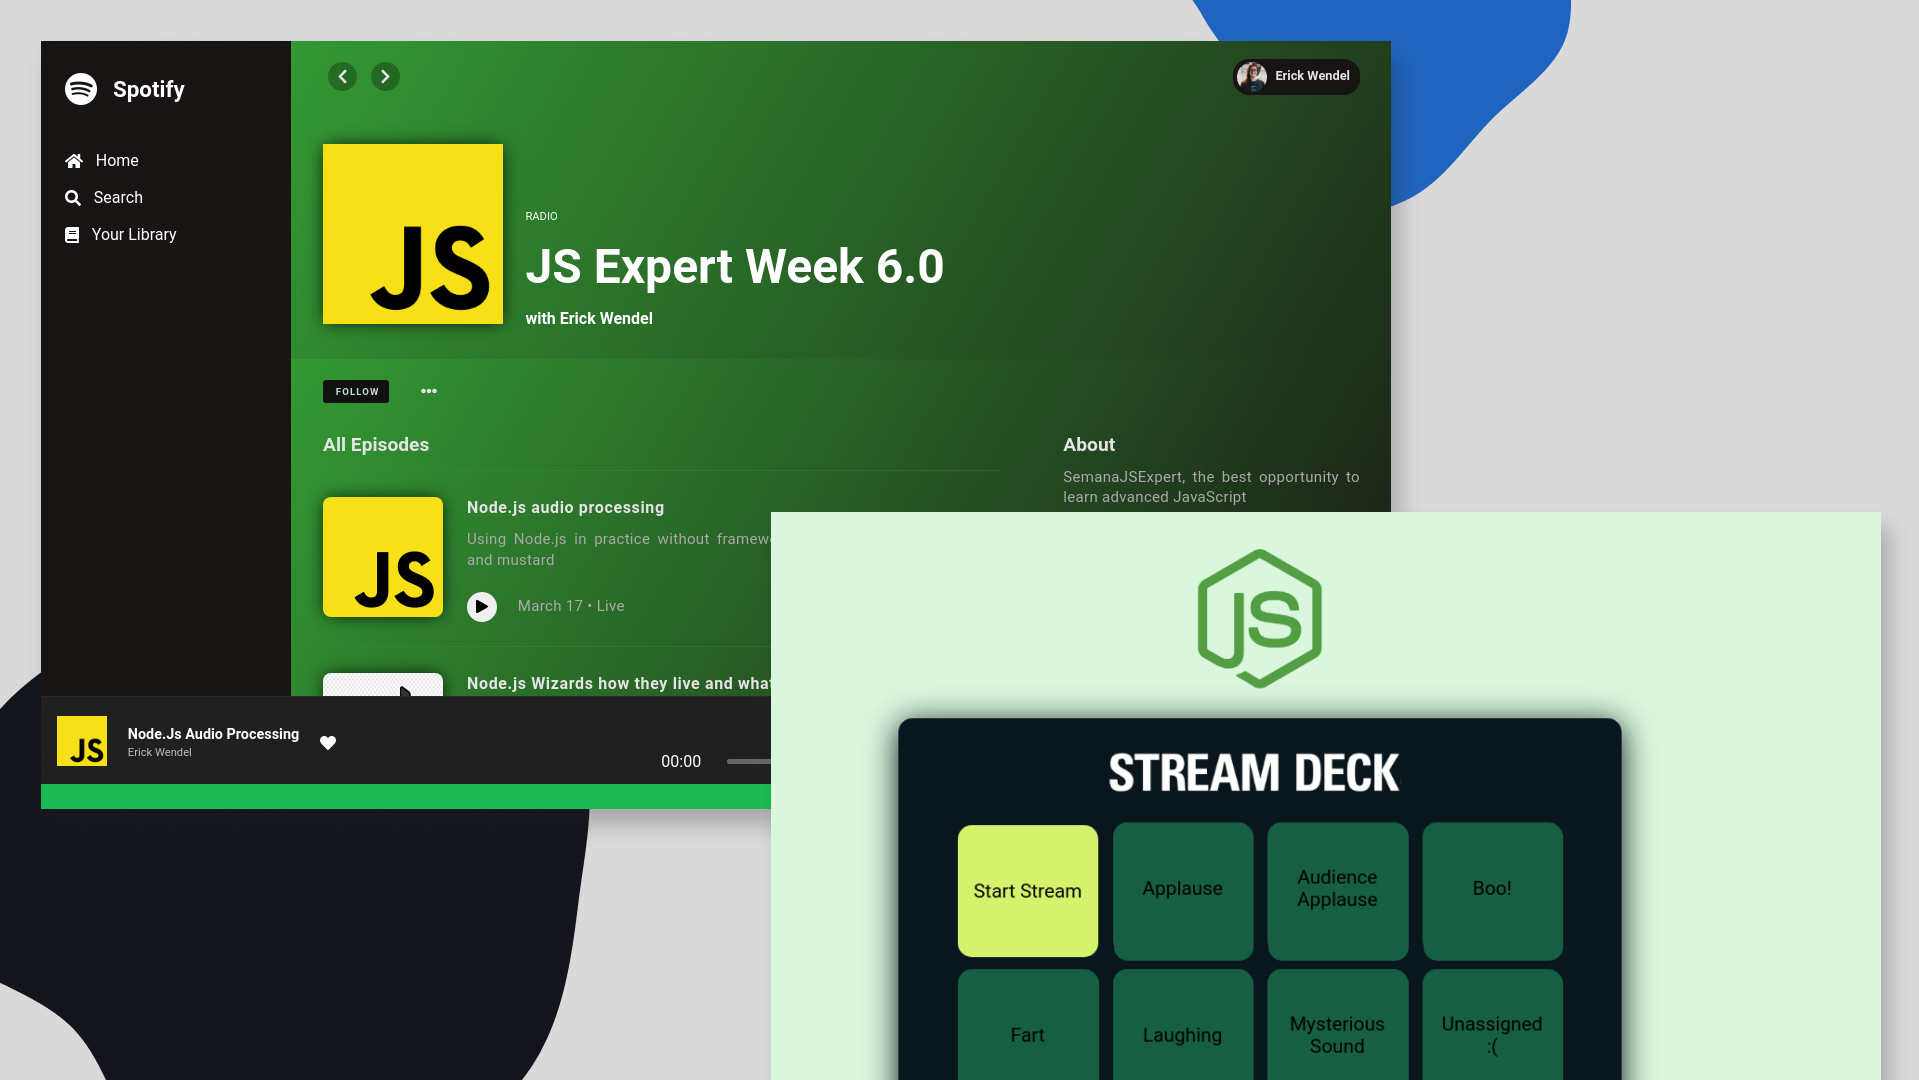 Spotify
Home
Search
Your Library
Erick Wendel
JS
RADIO
JS Expert Week 6.0
with Erick Wendel
FOLLOW
All Episodes
JS
Node.js audio processing
Using Node.js in practice without
and mustard
March 17 • Live
Node.js Wizards how they live and what
About
SemanaJSExpert, the best opportunity to
learn advanced JavaScript
JS
Node.Js Audio Processing
Erick Wendel
00:00
JS
STREAM DECK
Start Stream
Applause
Audience
Applause
Boo!
Fart
Laughing
Mysterious
Sound
Unassigned
:(